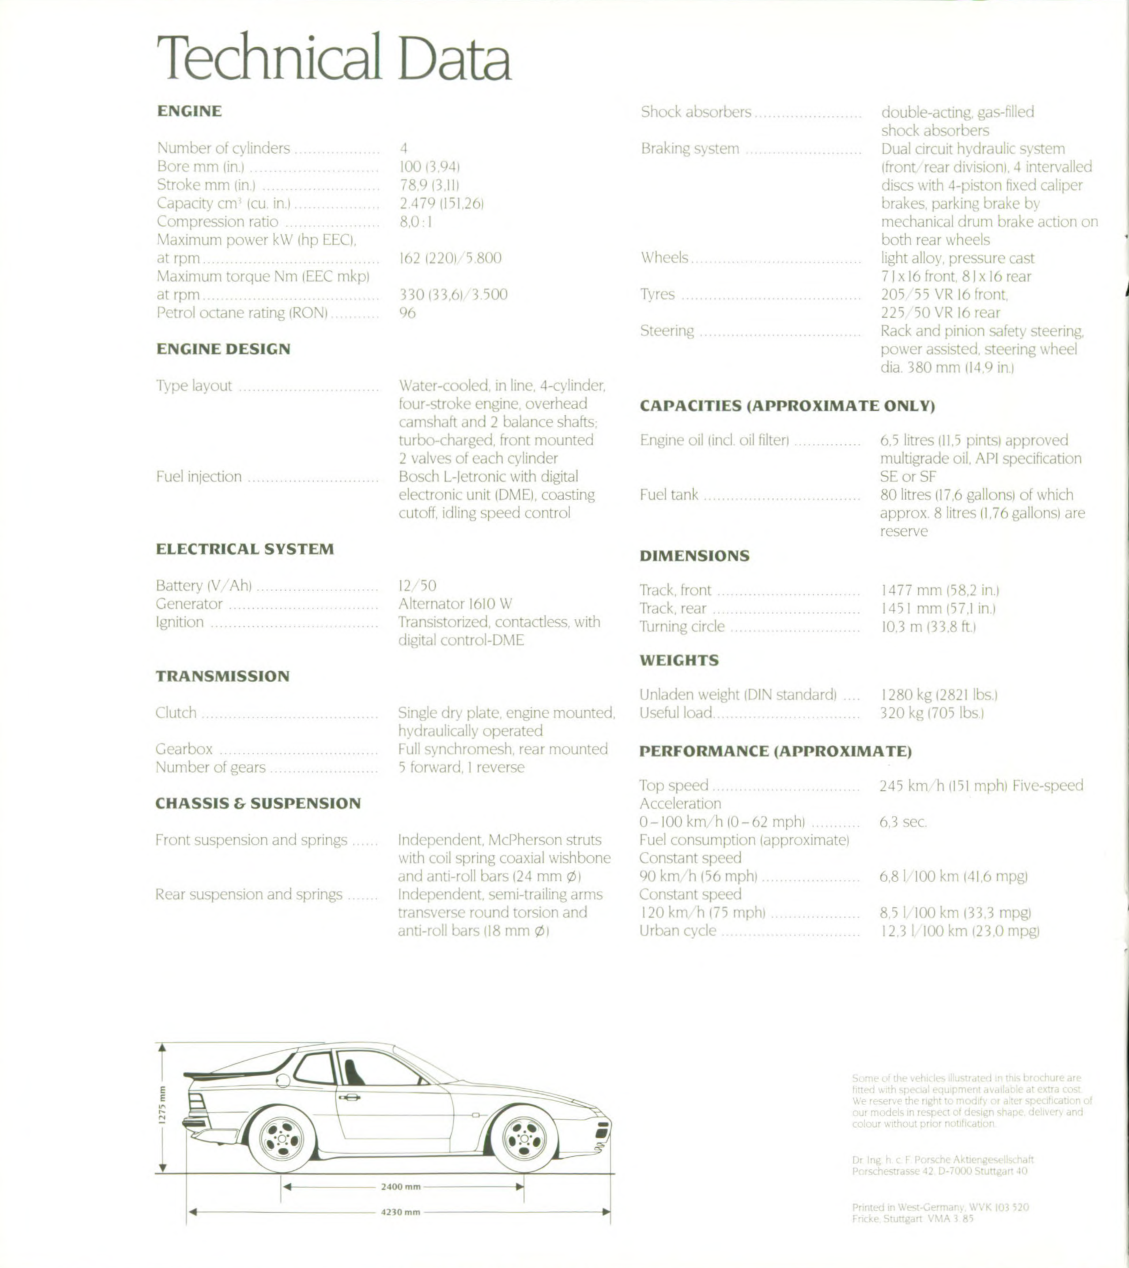 Technical Data
ENGINE
Number of cylinders .................. 4
Bore mm (in.) ........................... 100 (3.94)
Stroke mm (in.) ......................... 78.9 (3,11)
Capacity cm³ (cu. in.) .................. 2.479 (151,26)
Compression ratio .................... 8,0 : 1
Maximum power kW (hp EEC),
at rpm ...................................... 162 (220)/5.800
Maximum torque Nm (EEC mkp)
at rpm ...................................... 330 (33,6)/3.500
Petrol octane rating (RON) .......... 96
ENGINE DESIGN
Type layout .............................. Water-cooled, in line, 4-cylinder,
four-stroke engine, overhead
camshaft and 2 balance shafts;
turbo-charged, front mounted
2 valves of each cylinder
Fuel injection ............................ Bosch L-Jetronic with digital
electronic unit (DME), coasting
cutoff, idling speed control
ELECTRICAL SYSTEM
Battery (V/Ah) .......................... 12/50
Generator ................................ Alternator 1610 W
Ignition .................................... Transistorized, contactless, with
digital control-DME
TRANSMISSION
Clutch ...................................... Single dry plate, engine mounted,
hydraulically operated
Gearbox .................................. Full synchromesh, rear mounted
Number of gears ....................... 5 forward, 1 reverse
CHASSIS & SUSPENSION
Front suspension and springs ...... Independent, McPherson struts
with coil spring coaxial wishbone
and anti-roll bars (24 mm Ø)
Rear suspension and springs ....... Independent, semi-trailing arms
transverse round torsion and
anti-roll bars (18 mm Ø)
Shock absorbers ....................... double-acting, gas-filled
shock absorbers
Braking system ........................ Dual circuit hydraulic system
(front/rear division), 4 intervalled
discs with 4-piston fixed caliper
brakes, parking brake by
mechanical drum brake action on
both rear wheels
Wheels .................................... light alloy, pressure cast
7 J x 16 front, 8 J x 16 rear
Tyres ...................................... 205/55 VR 16 front,
225/50 VR 16 rear
Steering .................................. Rack and pinion safety steering,
power assisted, steering wheel
dia. 380 mm (14,9 in.)
CAPACITIES (APPROXIMATE ONLY)
Engine oil (incl. oil filter) .............. 6,5 litres (11,5 pints) approved
multigrade oil, API specification
SE or SF
Fuel tank ................................. 80 litres (17,6 gallons) of which
approx. 8 litres (1,76 gallons) are
reserve
DIMENSIONS
Track, front ............................... 1477 mm (58,2 in.)
Track, rear ............................... 1451 mm (57,1 in.)
Turning circle ............................ 10,3 m (33,8 ft.)
WEIGHTS
Unladen weight (DIN standard) .... 1280 kg (2821 lbs.)
Useful load ............................... 320 kg (705 lbs.)
PERFORMANCE (APPROXIMATE)
Top speed ............................... 245 km/h (151 mph) Five-speed
Acceleration
0 – 100 km/h (0 – 62 mph) .......... 6,3 sec.
Fuel consumption (approximate)
Constant speed
90 km/h (56 mph) .................... 6,8 l/100 km (41,6 mpg)
Constant speed
120 km/h (75 mph) ................... 8,5 l/100 km (33,3 mpg)
Urban cycle ............................. 12,3 l/100 km (23,0 mpg)
1275 mm
2400 mm
4230 mm
Some of the vehicles illustrated in this brochure are
fitted with special equipment available at extra cost.
We reserve the right to modify or alter specification of
our models in respect of design shape, delivery and
colour without prior notification.
Dr. Ing. h. c. F. Porsche Aktiengesellschaft
Porschestrasse 42, D-7000 Stuttgart 40
Printed in West-Germany, WVK 103 520
Fricke, Stuttgart VMA 3 85